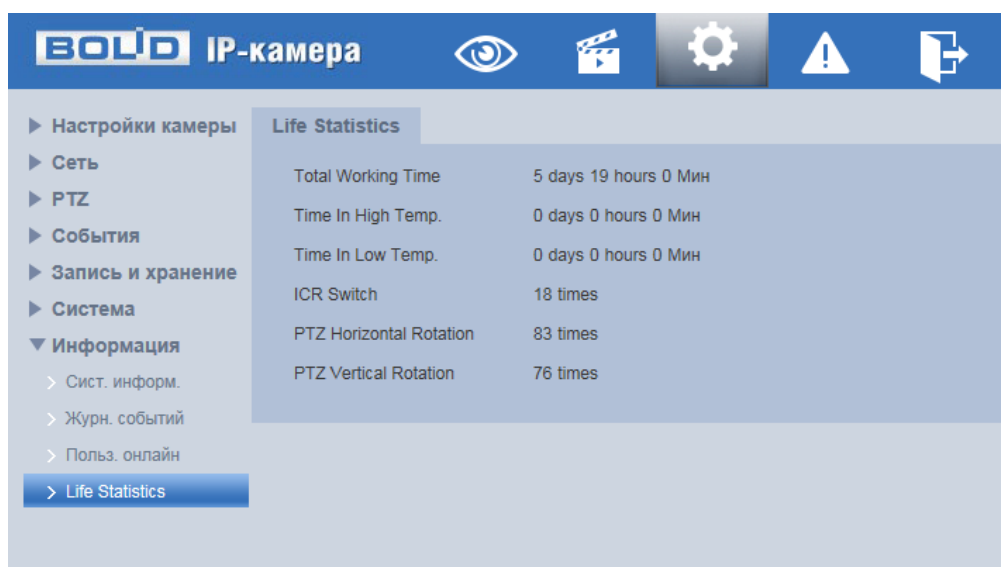 BOLID IP-камера
Настройки камеры
Сеть
PTZ
События
Запись и хранение
Система
Информация
Сист. информ.
Журн. событий
Польз. онлайн
Life Statistics
Life Statistics
Total Working Time 5 days 19 hours 0 Мин
Time In High Temp. 0 days 0 hours 0 Мин
Time In Low Temp. 0 days 0 hours 0 Мин
ICR Switch 18 times
PTZ Horizontal Rotation 83 times
PTZ Vertical Rotation 76 times